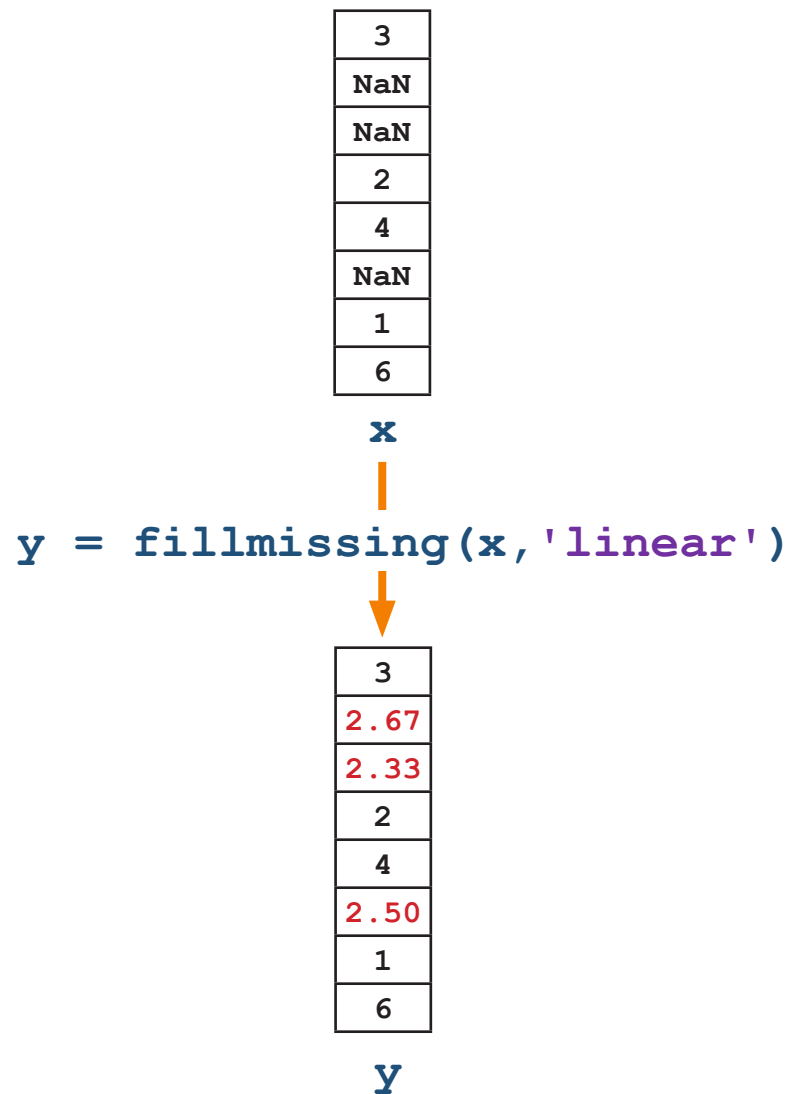 3
NaN
NaN
2
4
NaN
1
6
x
y = fillmissing(x,'linear')
3
2.67
2.33
2
4
2.50
1
6
y